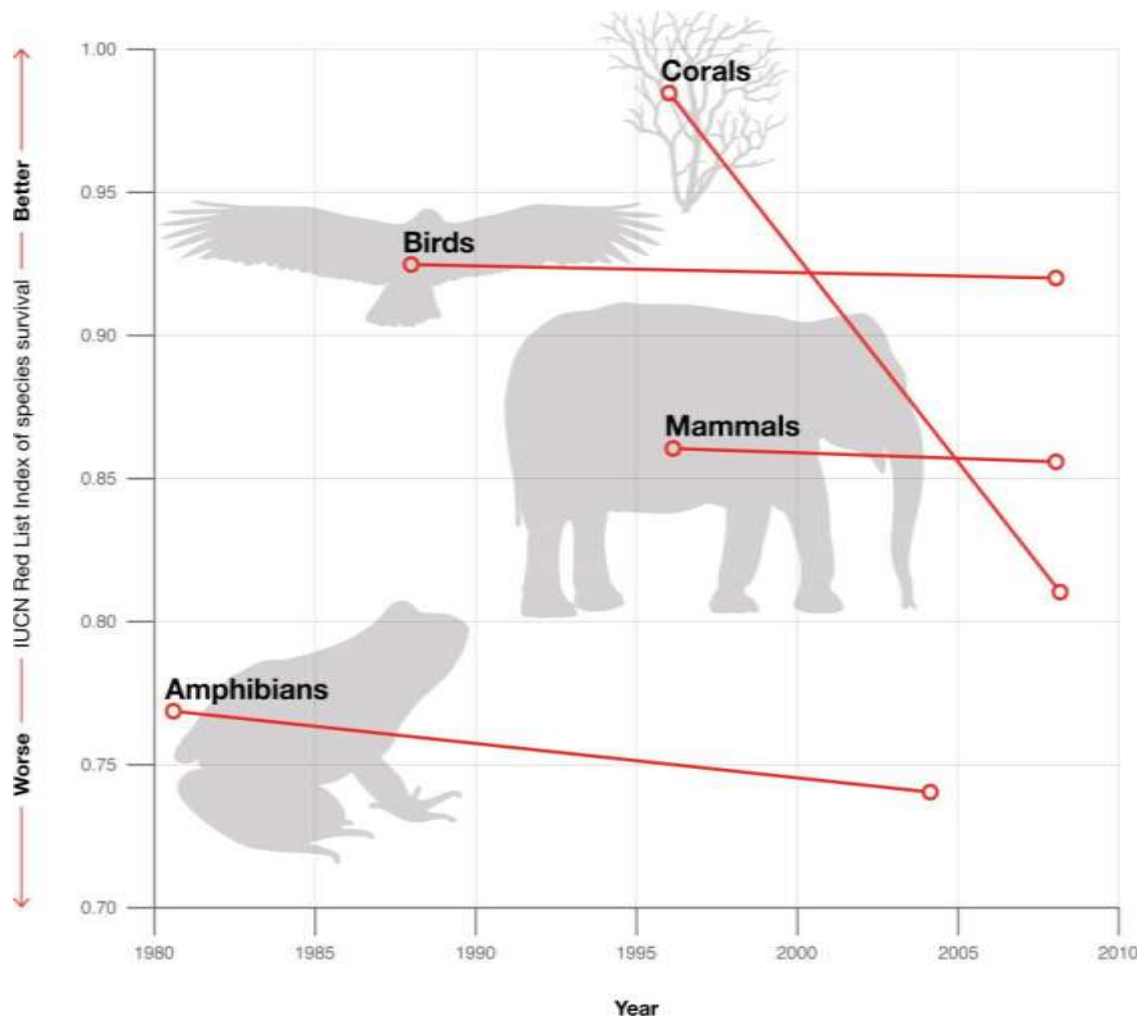 Worse IUCN Red List Index of species survival Better
1.00
0.95
0.90
0.85
0.80
0.75
0.70
Corals
Birds
Mammals
Amphibians
1980 1985 1990 1995 2000 2005 2010
Year